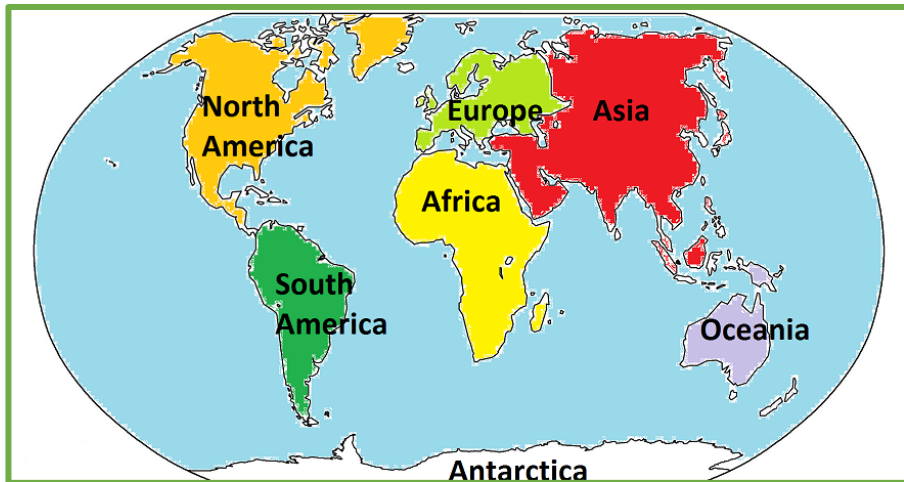 North
America
Europe
Asia
Africa
South
America
Oceania
Antarctica